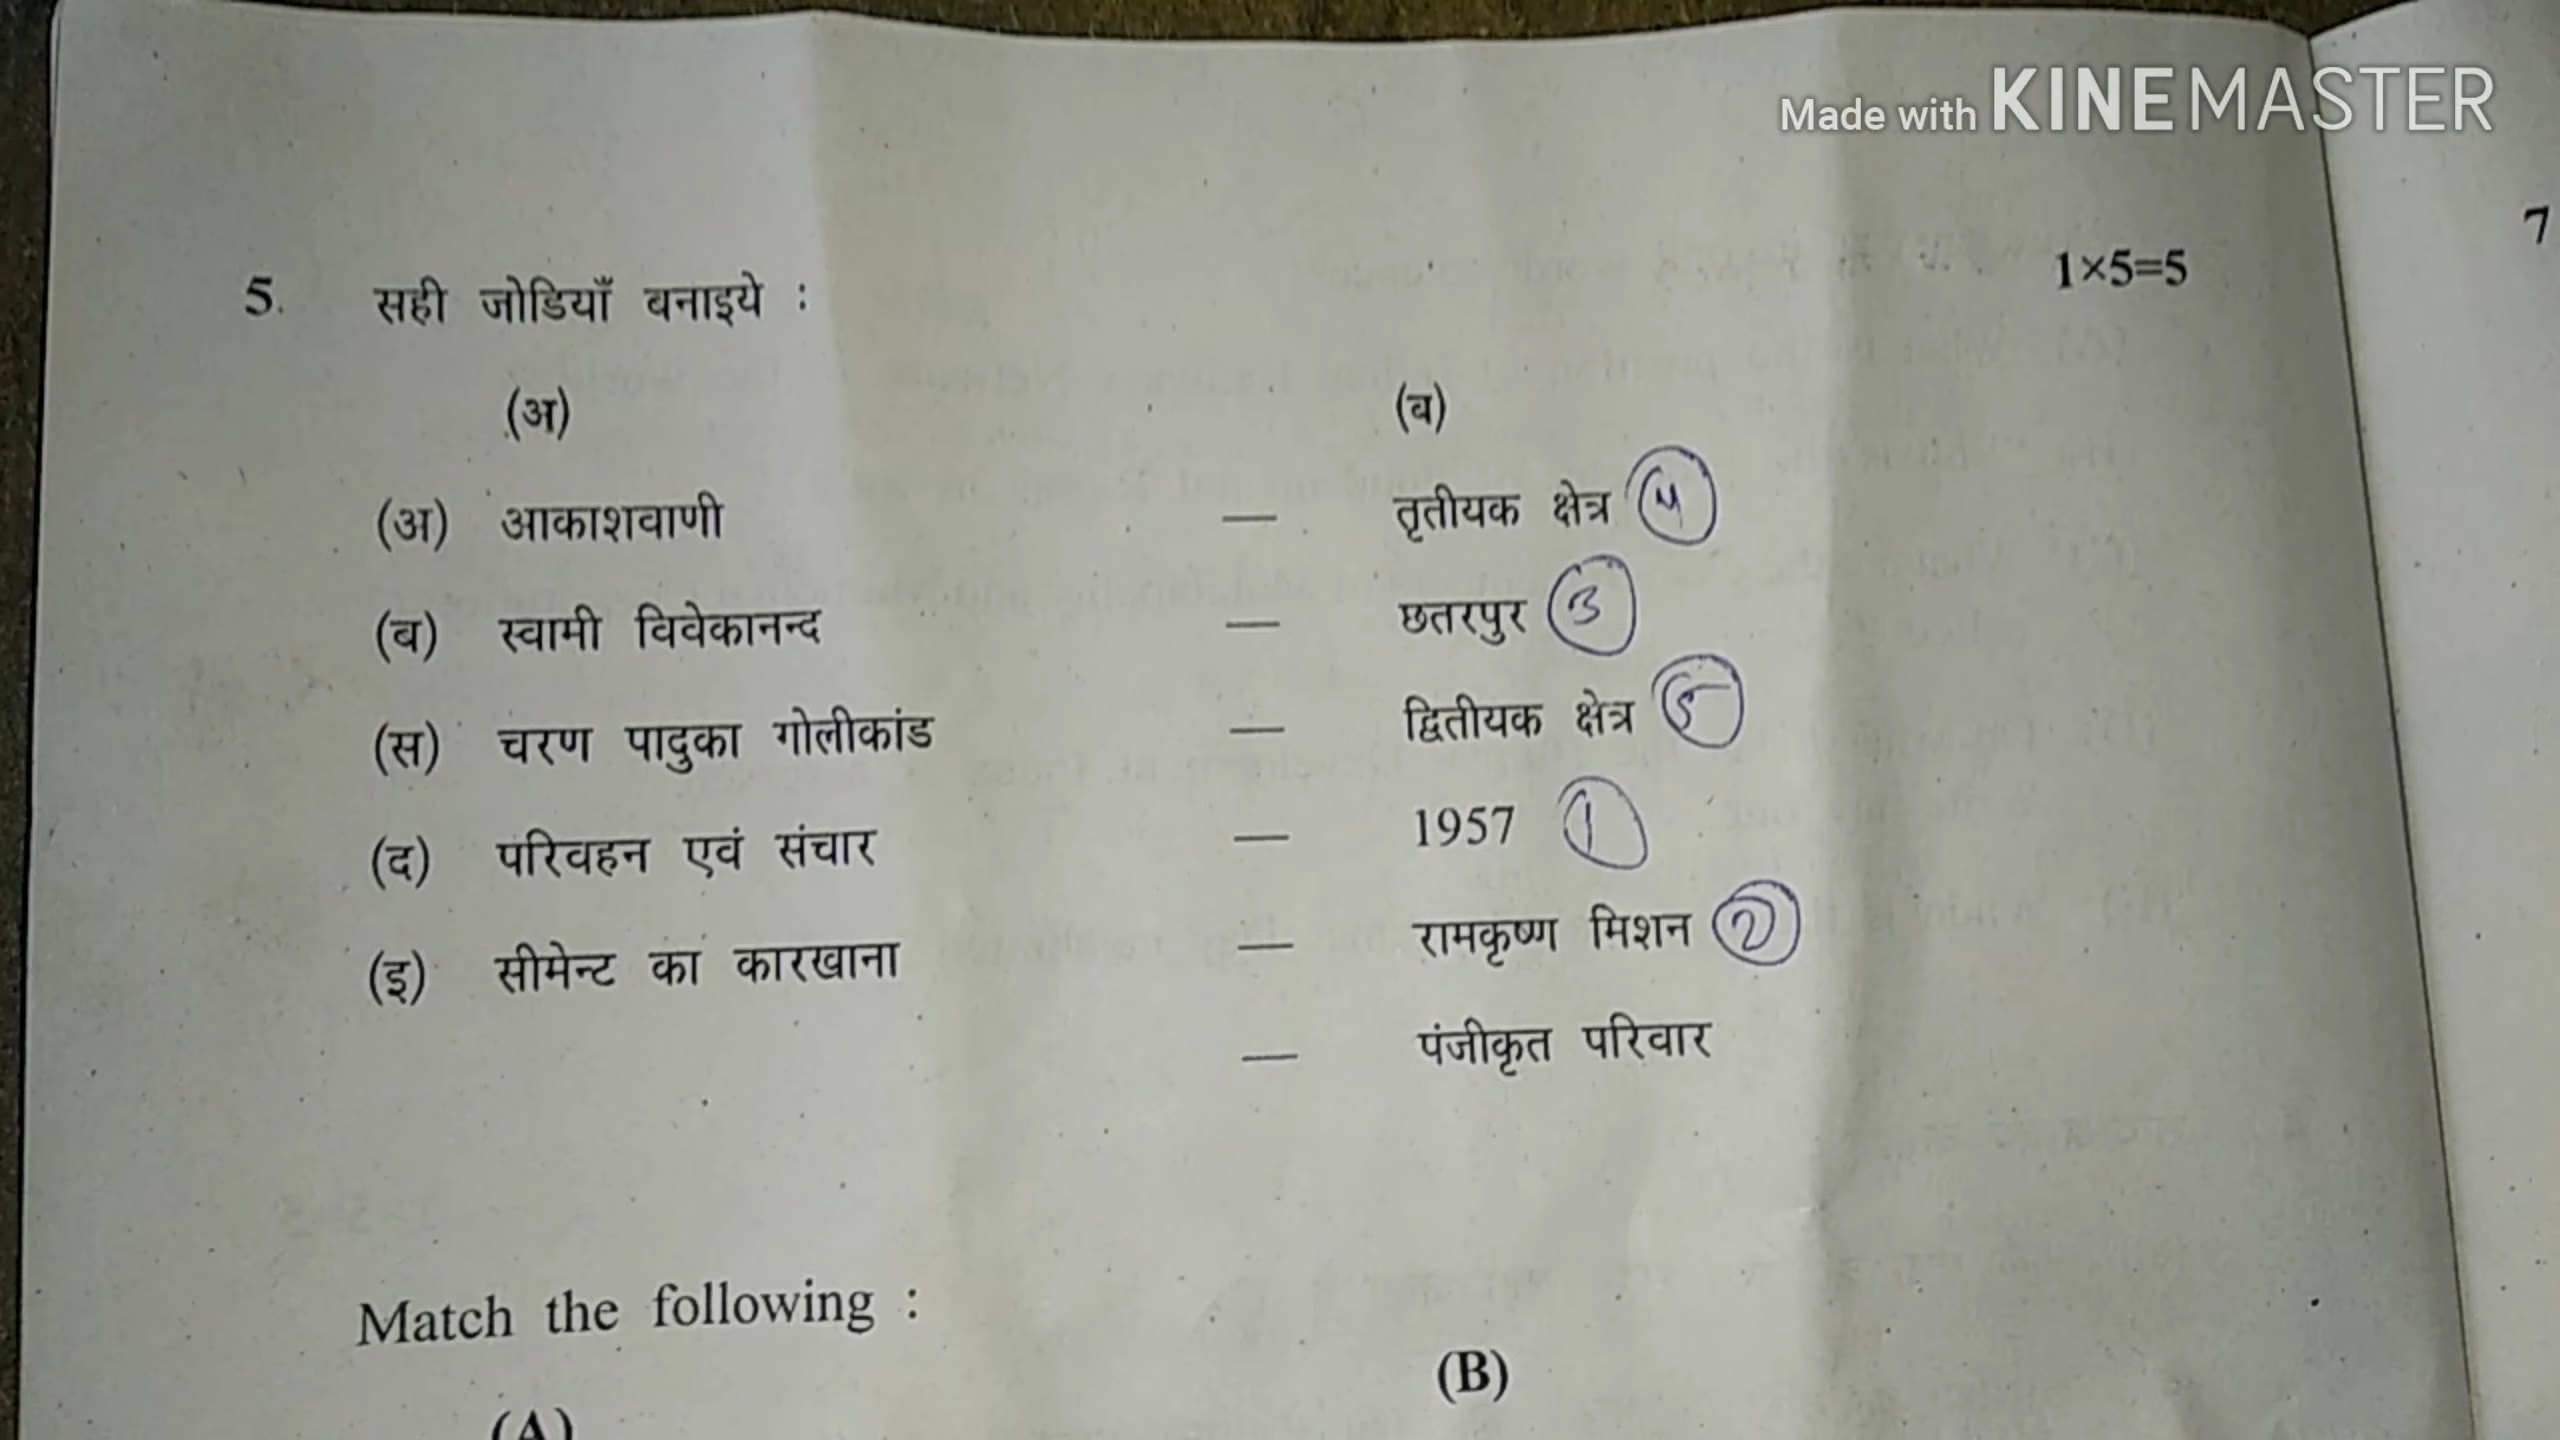 Made with KINEMASTER
7
5. सही जोडियाँ बनाइये : 1×5=5
(अ) (ब)
(अ) आकाशवाणी — तृतीयक क्षेत्र 4
(ब) स्वामी विवेकानन्द — छतरपुर 3
(स) चरण पादुका गोलीकांड — द्वितीयक क्षेत्र 5
(द) परिवहन एवं संचार — 1957 1
(इ) सीमेन्ट का कारखाना — रामकृष्ण मिशन 2
— पंजीकृत परिवार
Match the following :
(A) (B)